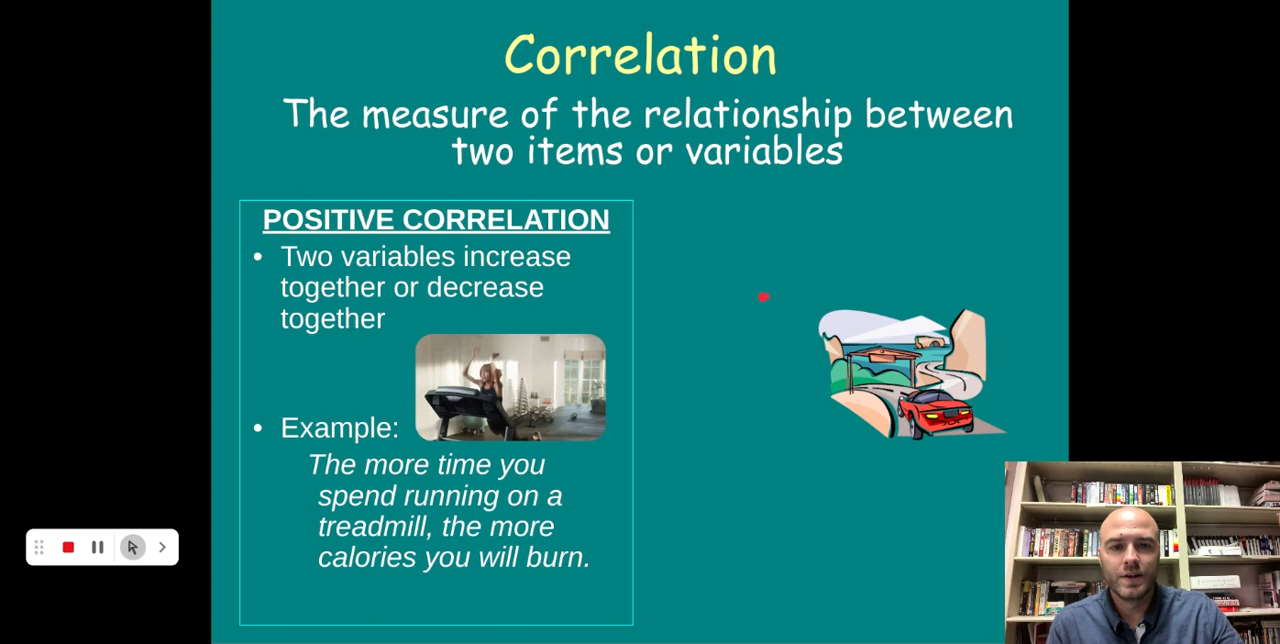 Correlation
The measure of the relationship between
two items or variables
POSITIVE CORRELATION
• Two variables increase
together or decrease
together
• Example:
The more time you
spend running on a
treadmill, the more
calories you will burn.